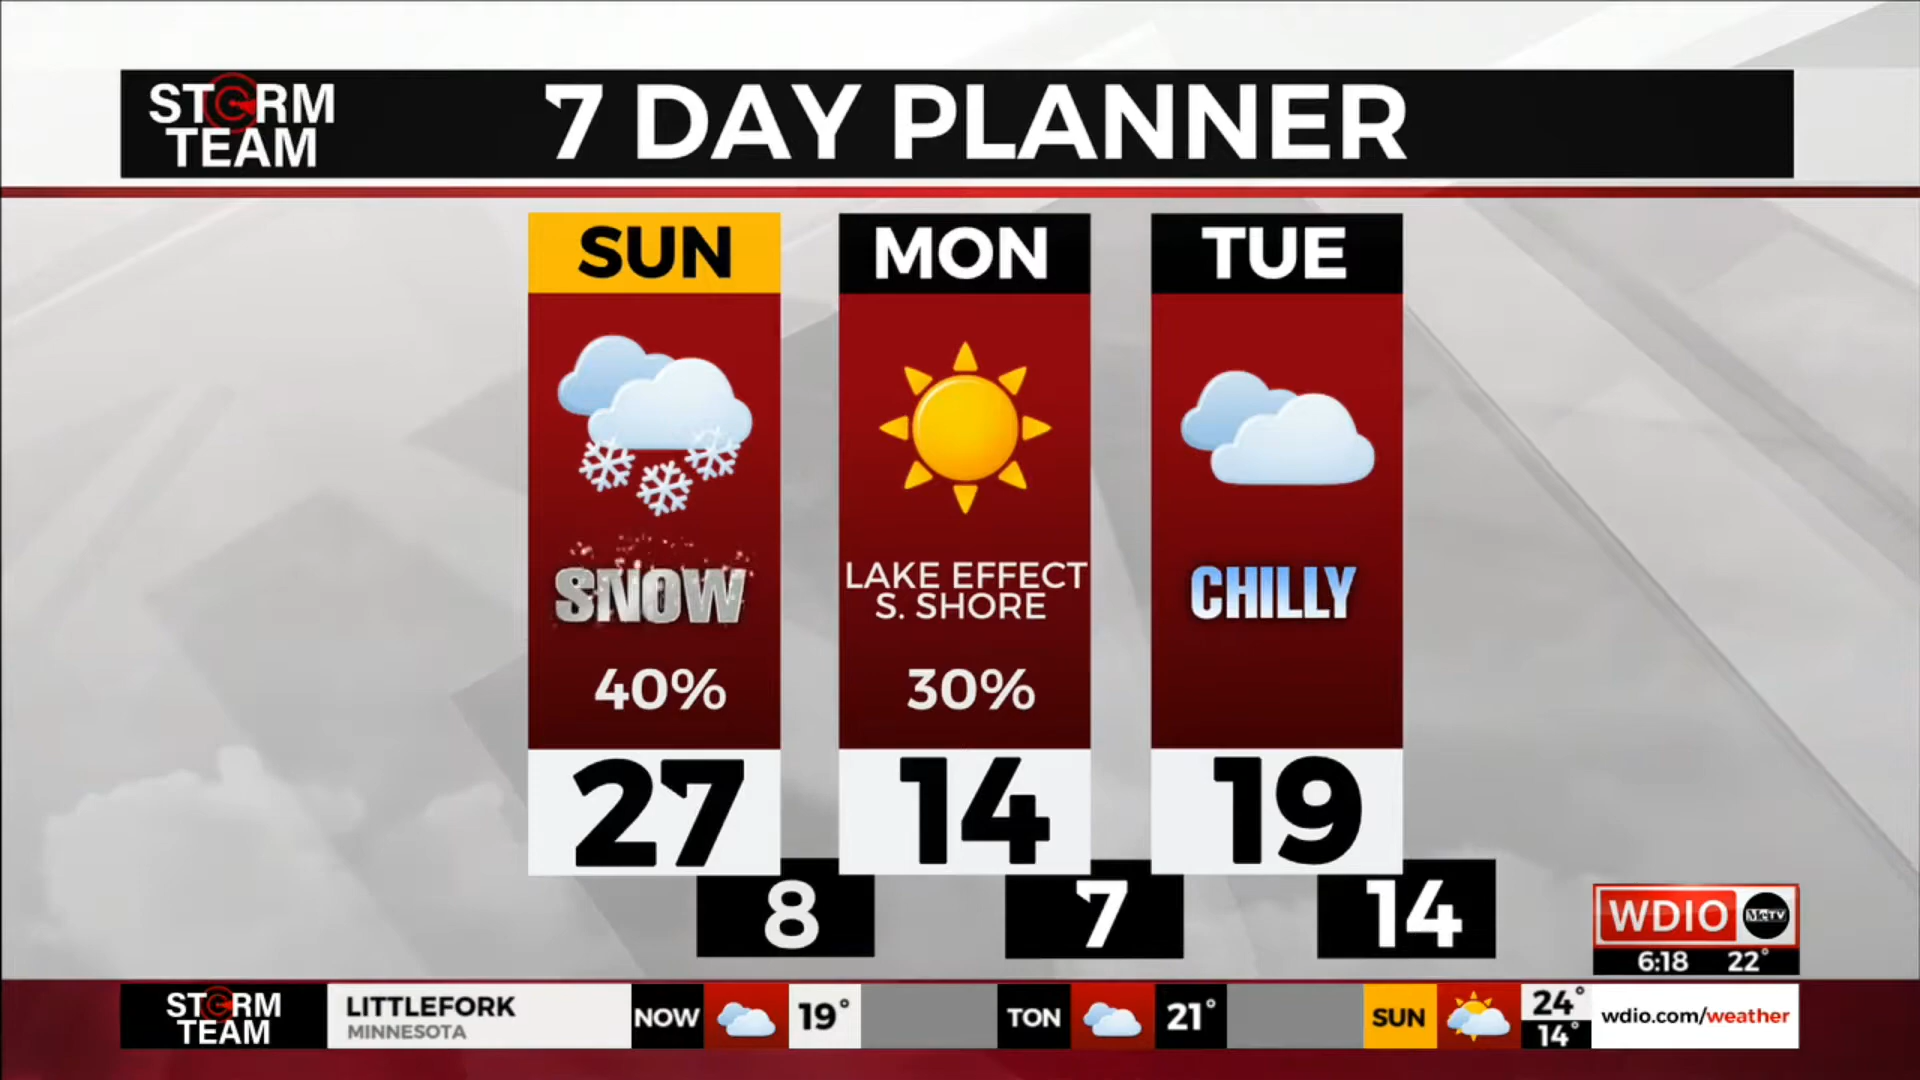 STORM
TEAM
7 DAY PLANNER
SUN
SNOW
40%
27
8
MON
LAKE EFFECT
S. SHORE
30%
14
7
TUE
CHILLY
19
14
WDIO MeTV
6:18 22°
STORM
TEAM
LITTLEFORK
MINNESOTA
NOW 19°
TON 21°
SUN 24°
14°
wdio.com/weather